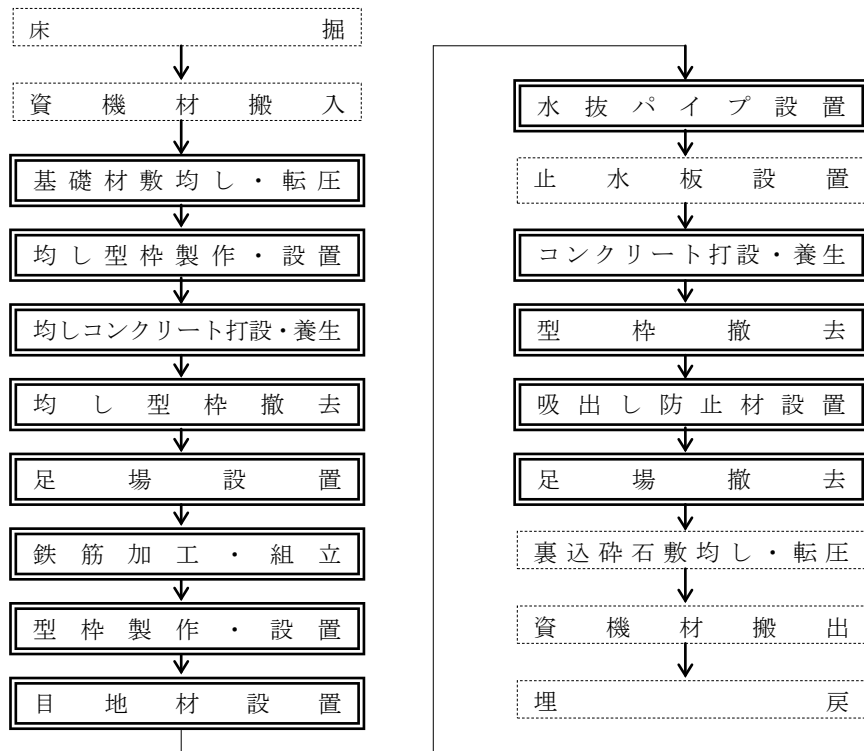 床掘
資機材搬入
基礎材敷均し・転圧
均し型枠製作・設置
均しコンクリート打設・養生
均し型枠撤去
足場設置
鉄筋加工・組立
型枠製作・設置
目地材設置
水抜パイプ設置
止水板設置
コンクリート打設・養生
型枠撤去
吸出し防止材設置
足場撤去
裏込砕石敷均し・転圧
資機材搬出
埋戻